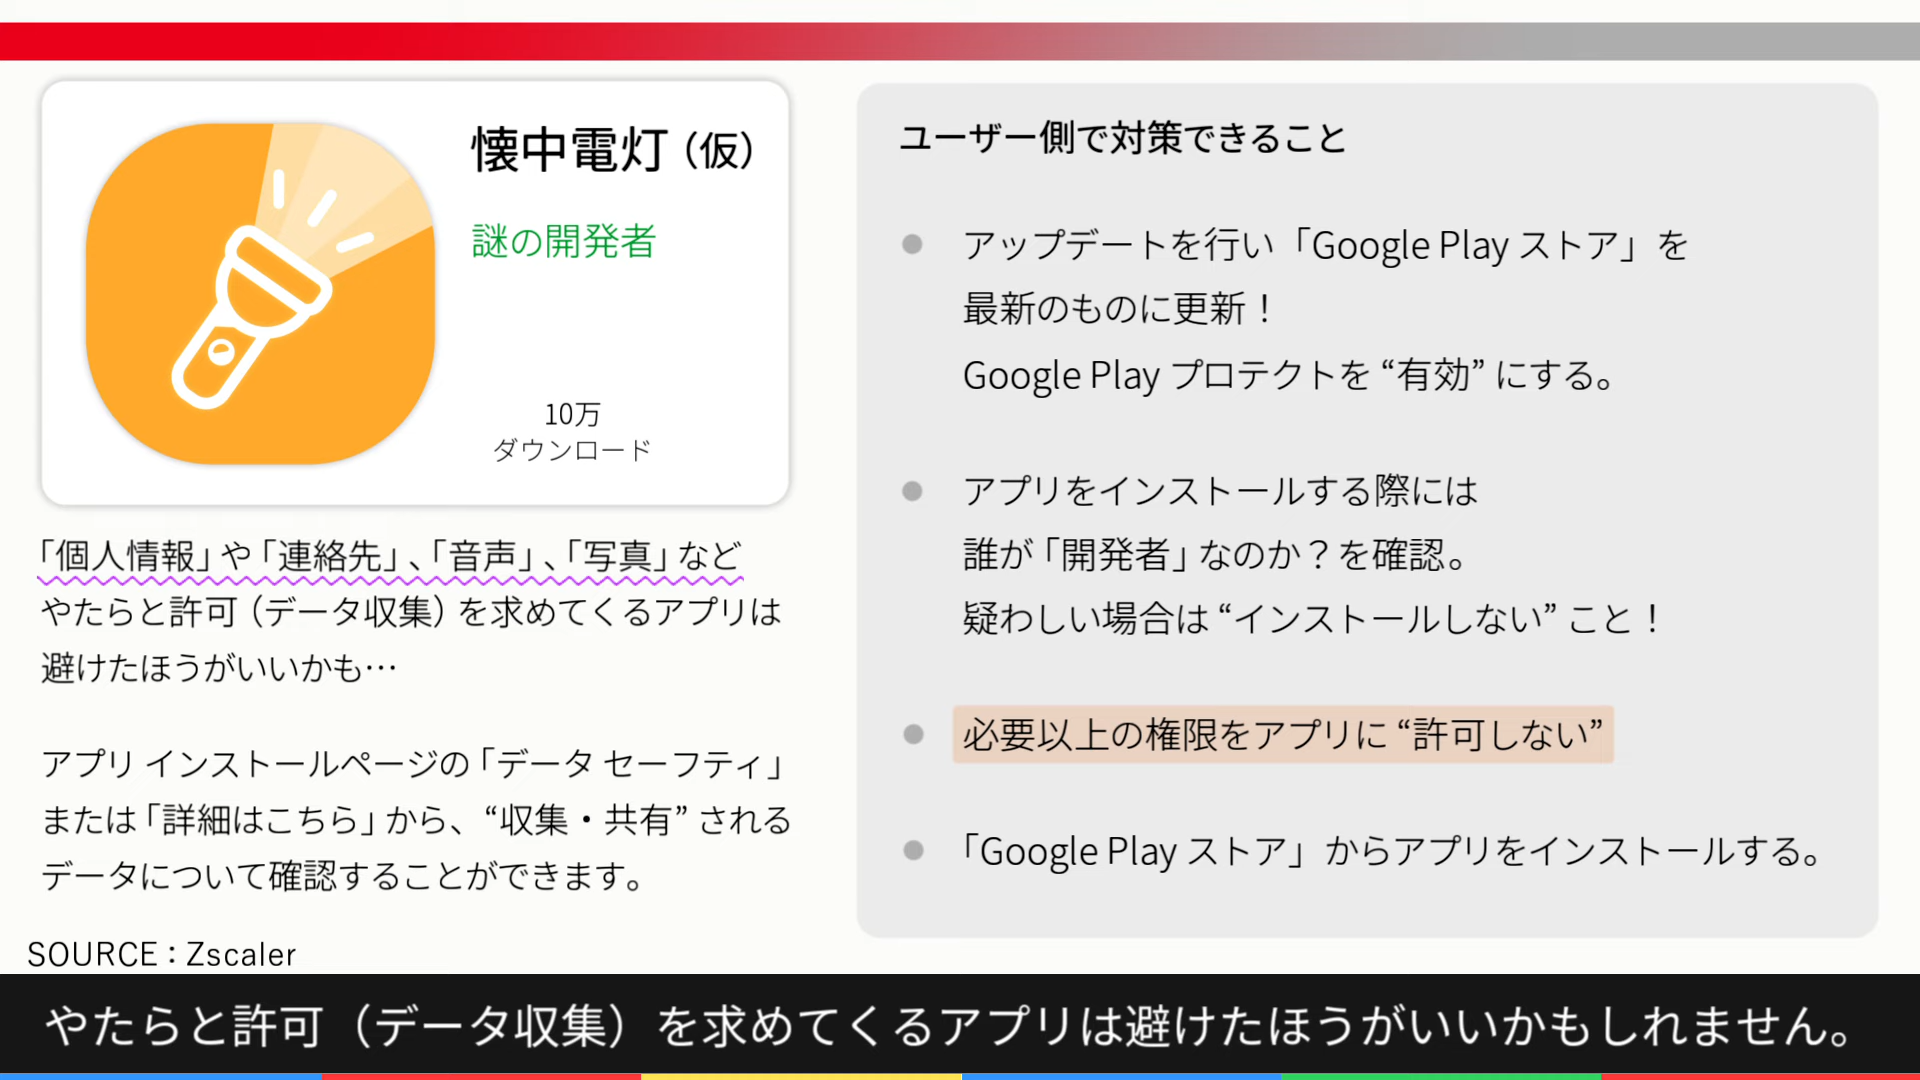 懐中電灯（仮）
謎の開発者
10万
ダウンロード
「個人情報」や「連絡先」、「音声」、「写真」など
やたらと許可（データ収集）を求めてくるアプリは
避けたほうがいいかも…
アプリ インストールページの「データ セーフティ」
または「詳細はこちら」から、“収集・共有” される
データについて確認することができます。
SOURCE：Zscaler
ユーザー側で対策できること
アップデートを行い「Google Play ストア」を
最新のものに更新！
Google Play プロテクトを “有効” にする。
アプリをインストールする際には
誰が「開発者」なのか？を確認。
疑わしい場合は “インストールしない” こと！
必要以上の権限をアプリに “許可しない”
「Google Play ストア」からアプリをインストールする。
やたらと許可（データ収集）を求めてくるアプリは避けたほうがいいかもしれません。